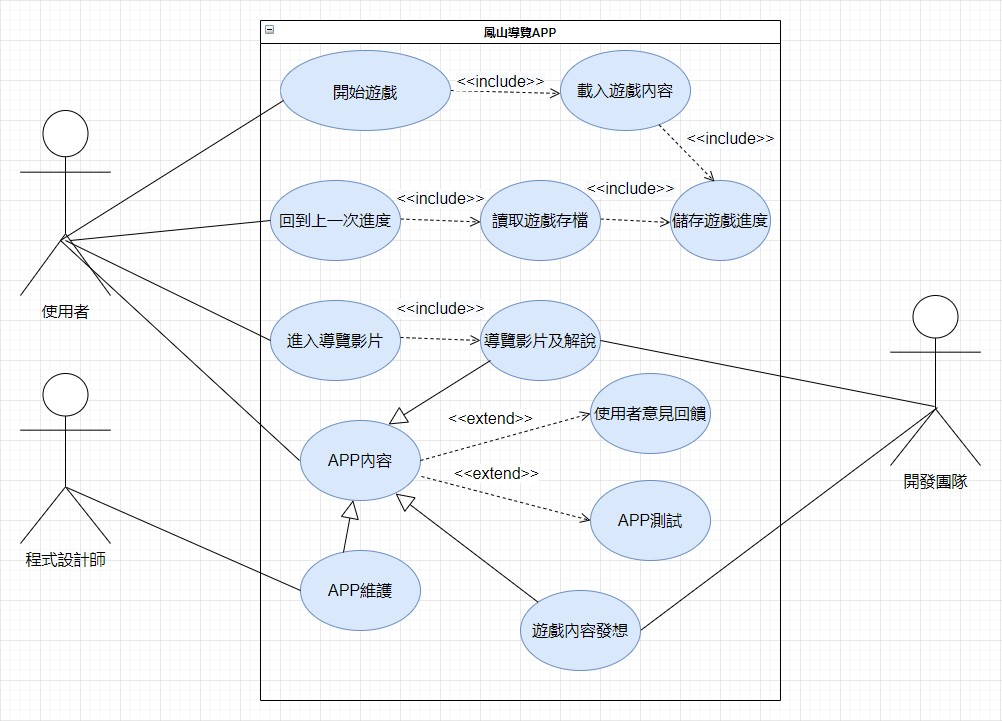 鳳山導覽APP
開始遊戲
<<include>>
載入遊戲內容
<<include>>
回到上一次進度
<<include>>
讀取遊戲存檔
<<include>>
儲存遊戲進度
使用者
進入導覽影片
<<include>>
導覽影片及解說
APP內容
<<extend>>
使用者意見回饋
<<extend>>
APP測試
開發團隊
程式設計師
APP維護
遊戲內容發想